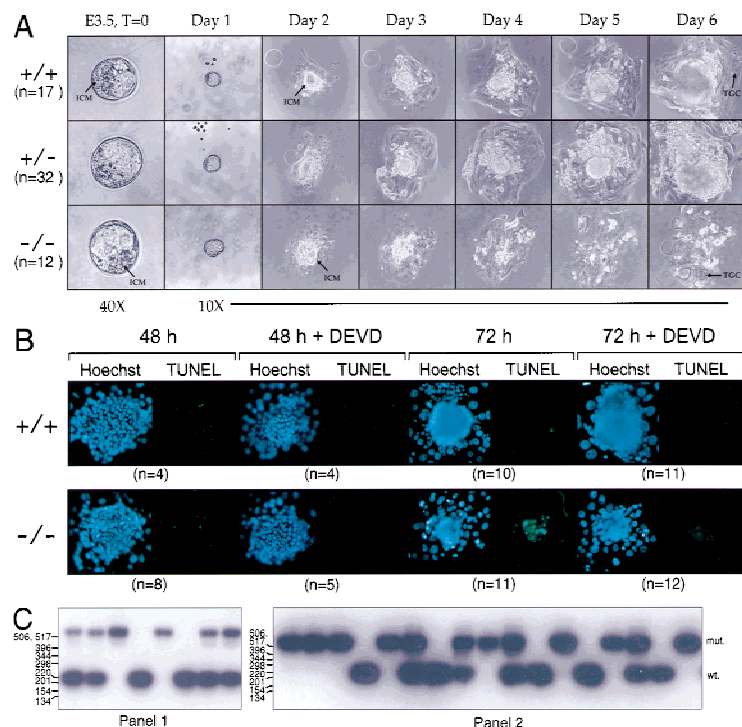 A
E3.5, T=0 Day 1 Day 2 Day 3 Day 4 Day 5 Day 6
+/+
(n=17)
ICM
ICM
TGC
+/-
(n=32)
-/-
(n=12)
ICM
ICM
TGC
40X 10X
B
48 h 48 h + DEVD 72 h 72 h + DEVD
Hoechst TUNEL Hoechst TUNEL Hoechst TUNEL Hoechst TUNEL
+/+
(n=4) (n=4) (n=10) (n=11)
-/-
(n=8) (n=5) (n=11) (n=12)
C
506, 517
396
344
298
220
201
154
134
Panel 1
506,
517
396
344
298
220
201
154
134
mut.
wt.
Panel 2